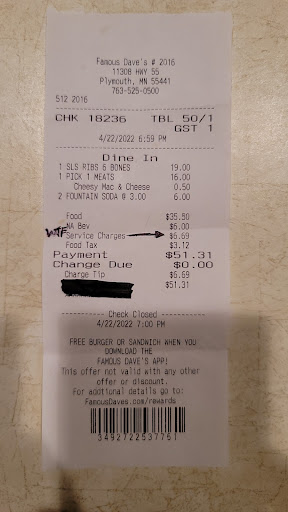 Famous Dave's # 2016
11308 HWY 55
Plymouth, MN 55441
763-525-0500
512 2016
CHK 18236 TBL 50/1
GST 1
4/22/2022 6:59 PM
Dine In
1 SLS RIBS 6 BONES 19.00
1 PICK 1 MEATS 16.00
Cheesy Mac & Cheese 0.50
2 FOUNTAIN SODA @ 3.00 6.00
Food $35.50
NA Bev $6.00
WTF Service Charges $6.69
Food Tax $3.12
Payment $51.31
Change Due $0.00
Charge Tip $6.69
$51.31
Check Closed
4/22/2022 7:00 PM
FREE BURGER OR SANDWICH WHEN YOU
DOWNLOAD THE
FAMOUS DAVE'S APP!
This offer not valid with any other
offer or discount.
For addtional details go to:
FamousDaves.com/rewards
3492722537761